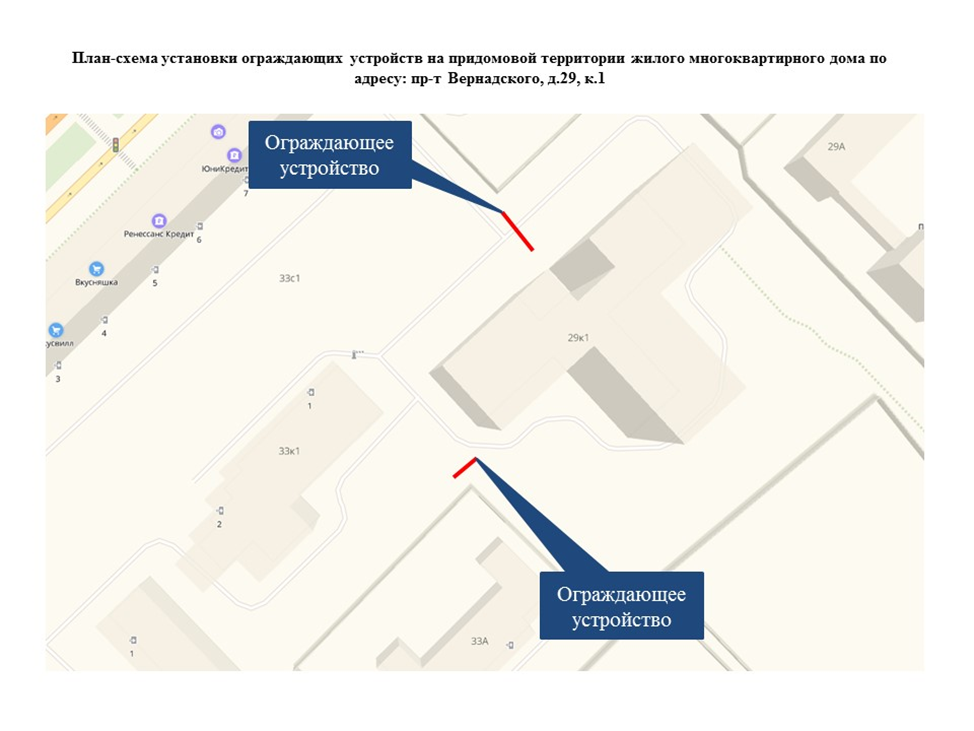 План-схема установки ограждающих устройств на придомовой территории жилого многоквартирного дома по
адресу: пр-т Вернадского, д.29, к.1
Ограждающее
устройство
29А
ЮниКредит
7
Ренессанс Кредит
6
Вкусняшка
5
33с1
4
усвилл
3
29к1
1
33к1
2
Ограждающее
устройство
33А
1